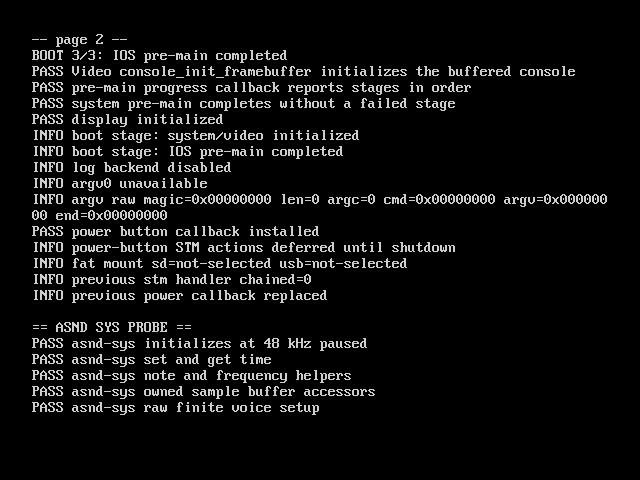 -- page 2 --
BOOT 3/3: IOS pre-main completed
PASS Video console_init_framebuffer initializes the buffered console
PASS pre-main progress callback reports stages in order
PASS system pre-main completes without a failed stage
PASS display initialized
INFO boot stage: system/video initialized
INFO boot stage: IOS pre-main completed
INFO log backend disabled
INFO argv0 unavailable
INFO argv raw magic=0x00000000 len=0 argc=0 cmd=0x00000000 argv=0x000000
00 end=0x00000000
PASS power button callback installed
INFO power-button STM actions deferred until shutdown
INFO fat mount sd=not-selected usb=not-selected
INFO previous stm handler chained=0
INFO previous power callback replaced
== ASND SYS PROBE ==
PASS asnd-sys initializes at 48 kHz paused
PASS asnd-sys set and get time
PASS asnd-sys note and frequency helpers
PASS asnd-sys owned sample buffer accessors
PASS asnd-sys raw finite voice setup